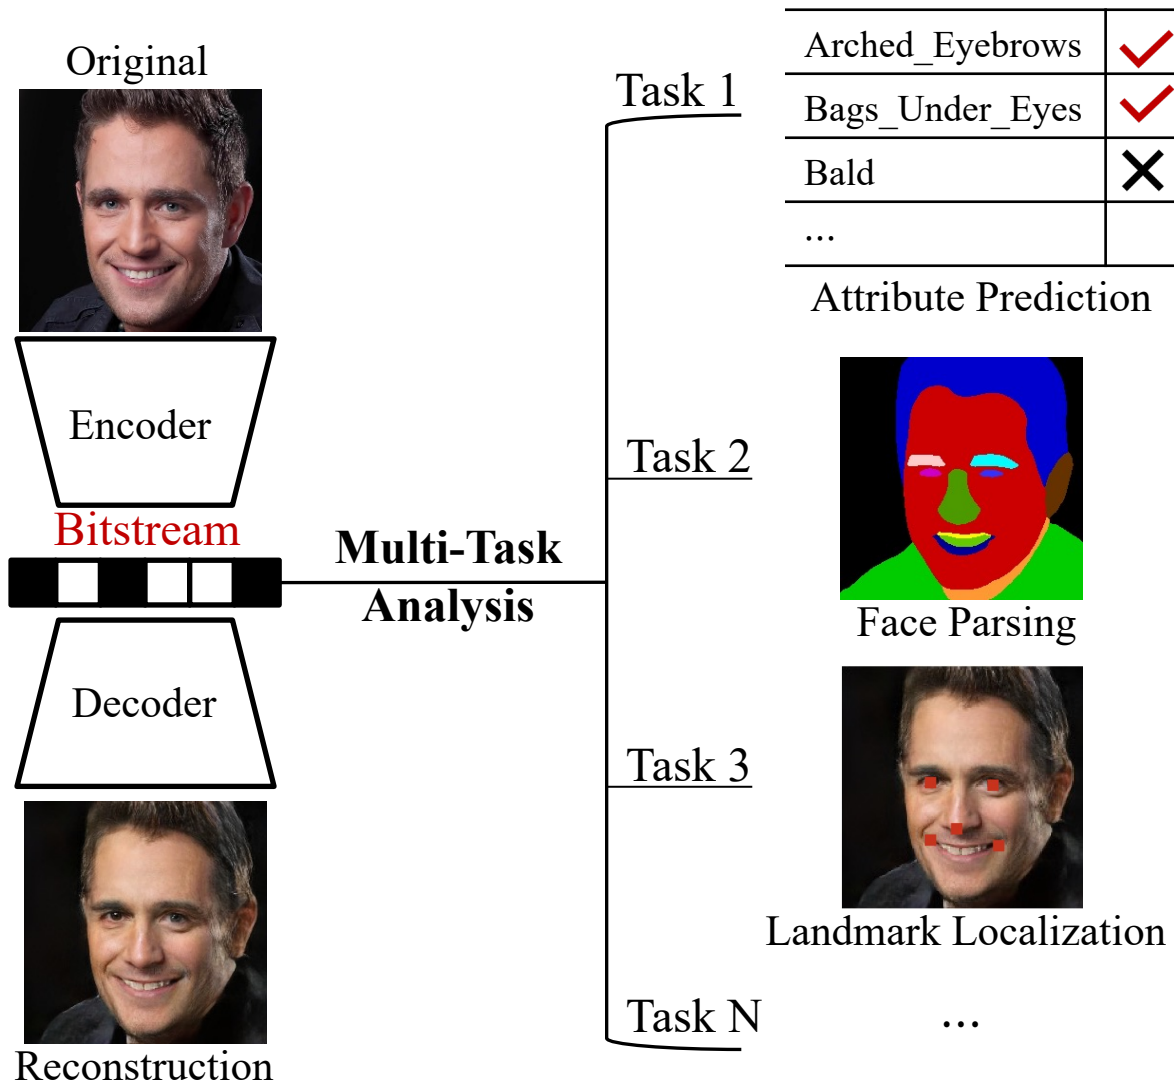 Original
Encoder
Bitstream
Decoder
Reconstruction
Multi-Task
Analysis
Task 1
Arched_Eyebrows
Bags_Under_Eyes
Bald
...
Attribute Prediction
Task 2
Face Parsing
Task 3
Landmark Localization
Task N
...